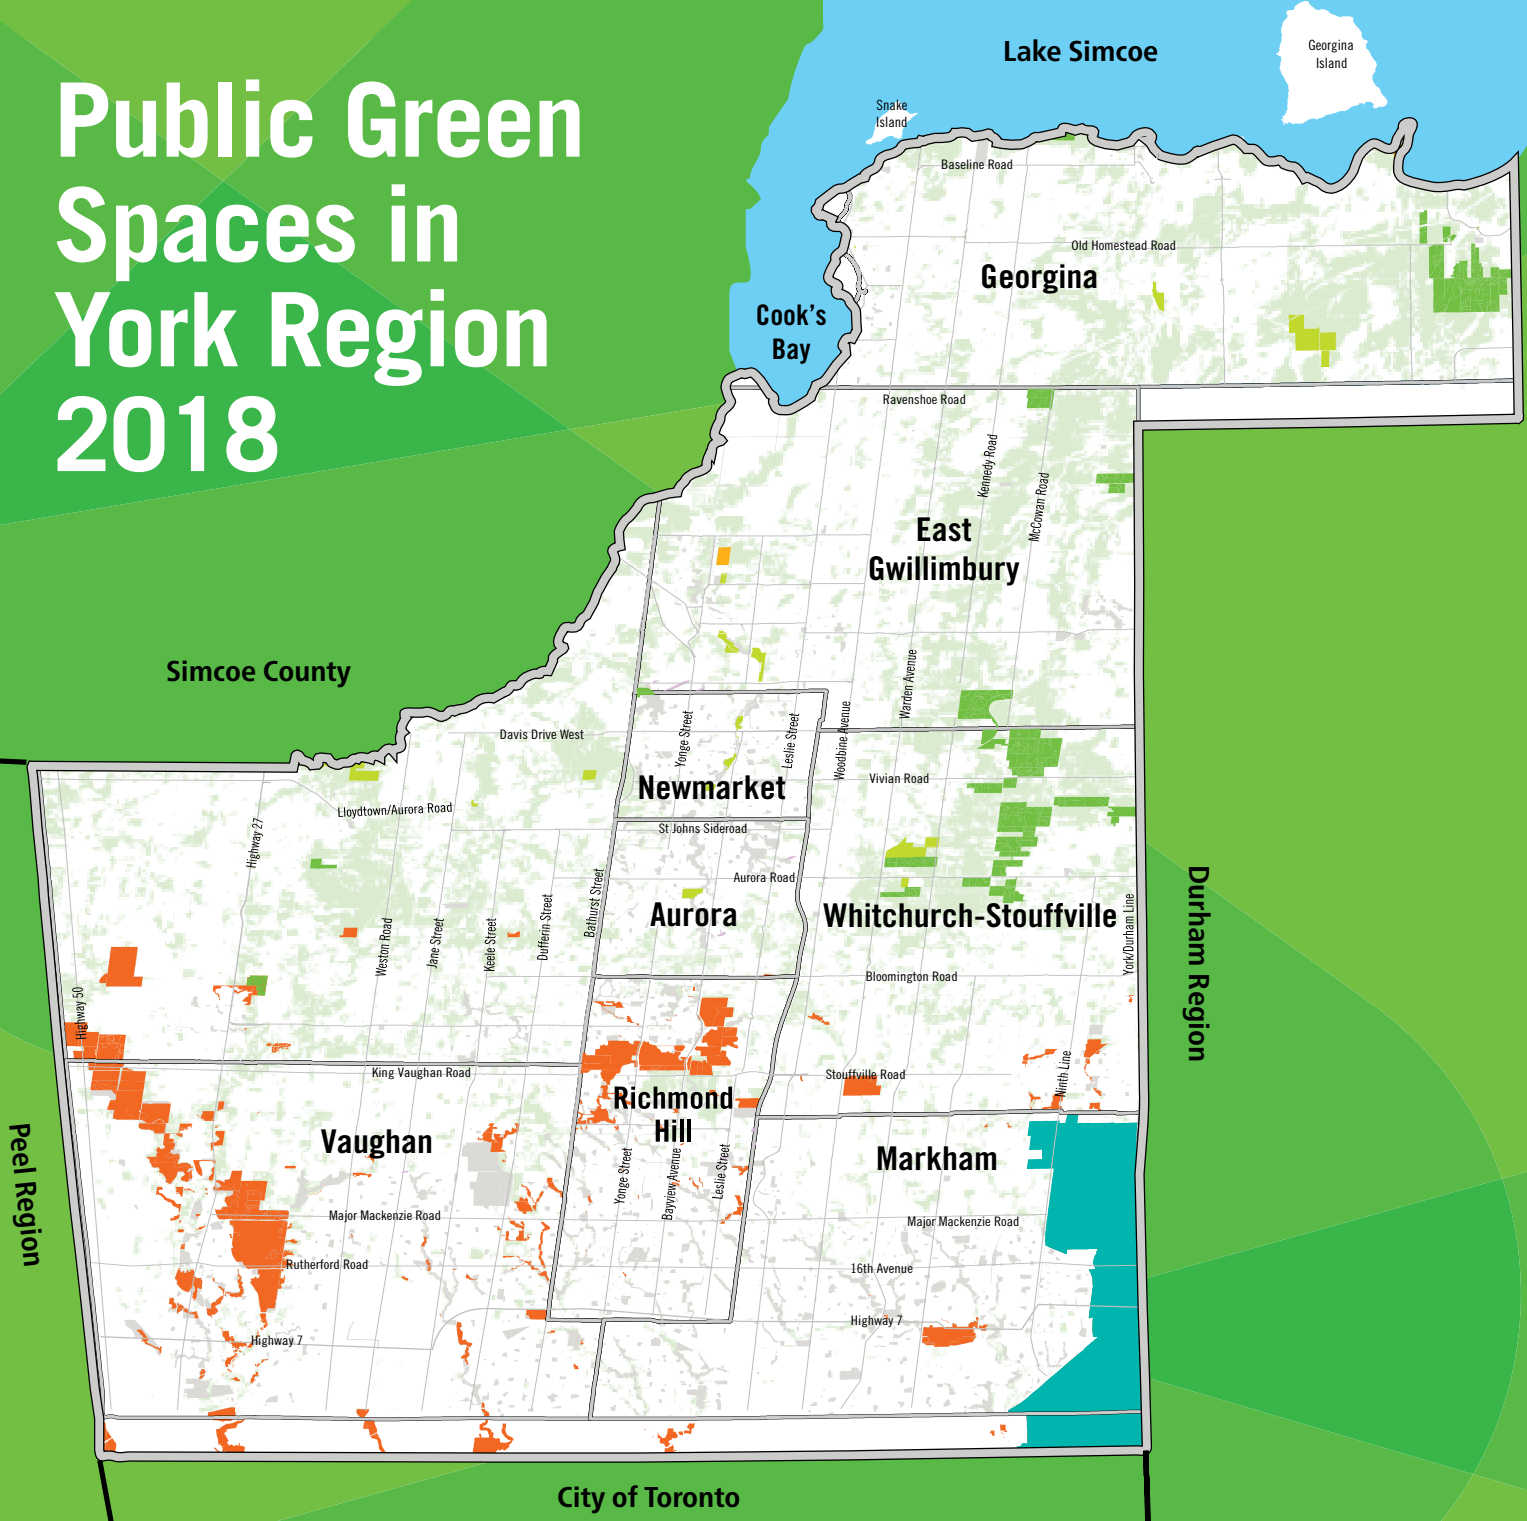 Public Green
Spaces in
York Region
2018
Lake Simcoe
Georgina
Island
Snake
Island
Baseline Road
Old Homestead Road
Georgina
Cook's
Bay
Ravenshoe Road
Kennedy Road
McCowan Road
East
Gwillimbury
Simcoe County
Warden Avenue
Davis Drive West
Yonge Street
Leslie Street
Woodbine Avenue
Newmarket
Vivian Road
Lloydtown/Aurora Road
Highway 27
St Johns Sideroad
Aurora Road
Bathurst Street
Aurora
Whitchurch-Stouffville
Weston Road
Jane Street
Keele Street
Dufferin Street
York/Durham Line
Durham Region
Bloomington Road
Highway 50
King Vaughan Road
Stouffville Road
Ninth Line
Richmond
Hill
Vaughan
Markham
Peel Region
Yonge Street
Bayview Avenue
Leslie Street
Major Mackenzie Road
Major Mackenzie Road
Rutherford Road
16th Avenue
Highway 7
Highway 7
City of Toronto